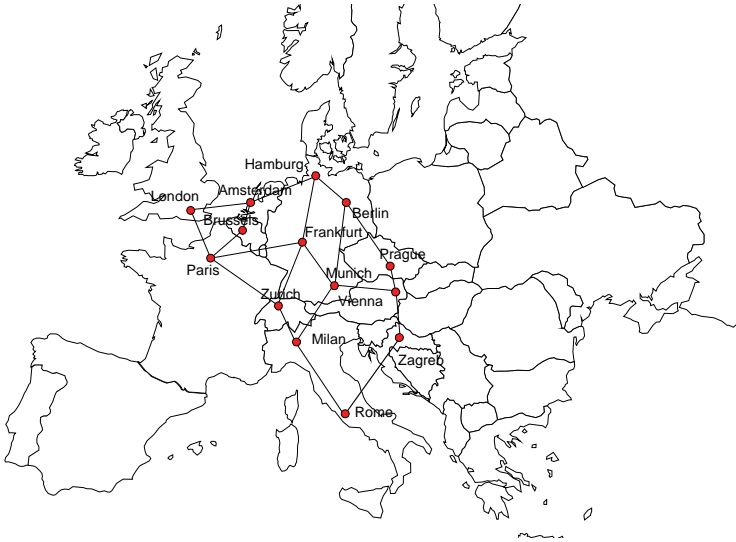 Hamburg
London
Amsterdam
Berlin
Brussels
Frankfurt
Paris
Prague
Munich
Zurich
Vienna
Milan
Zagreb
Rome